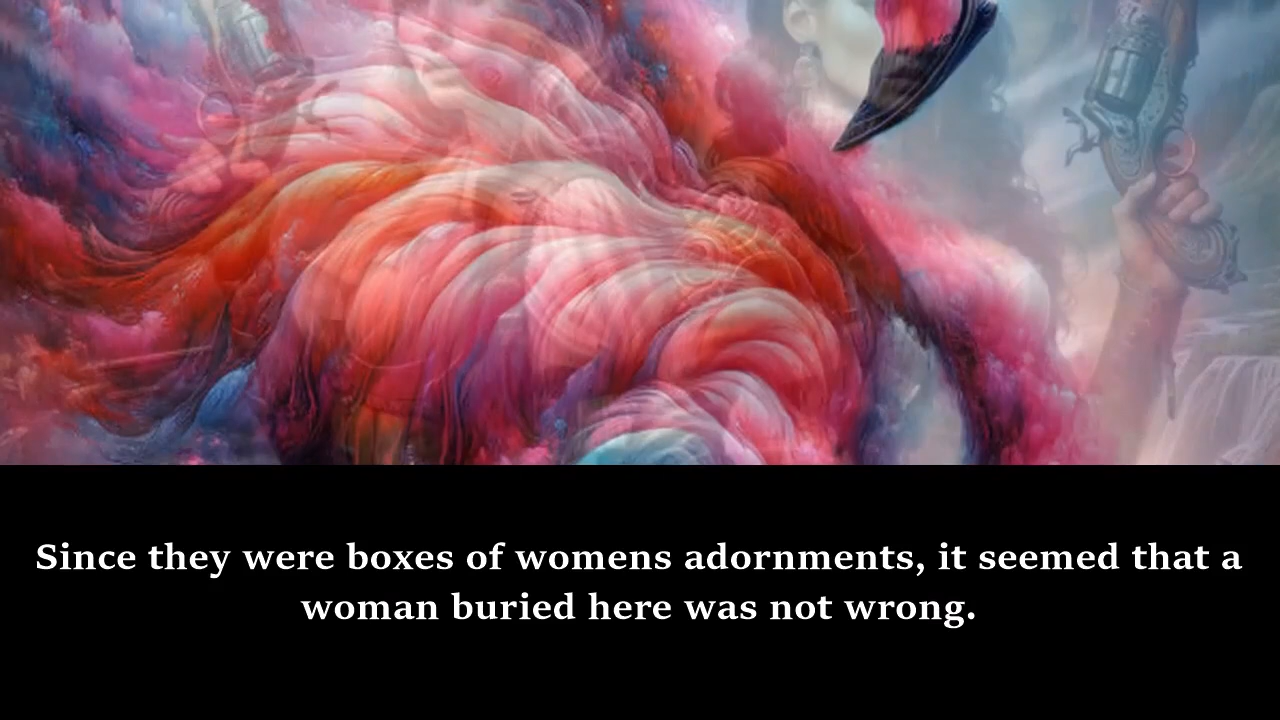 Since they were boxes of womens adornments, it seemed that a
woman buried here was not wrong.